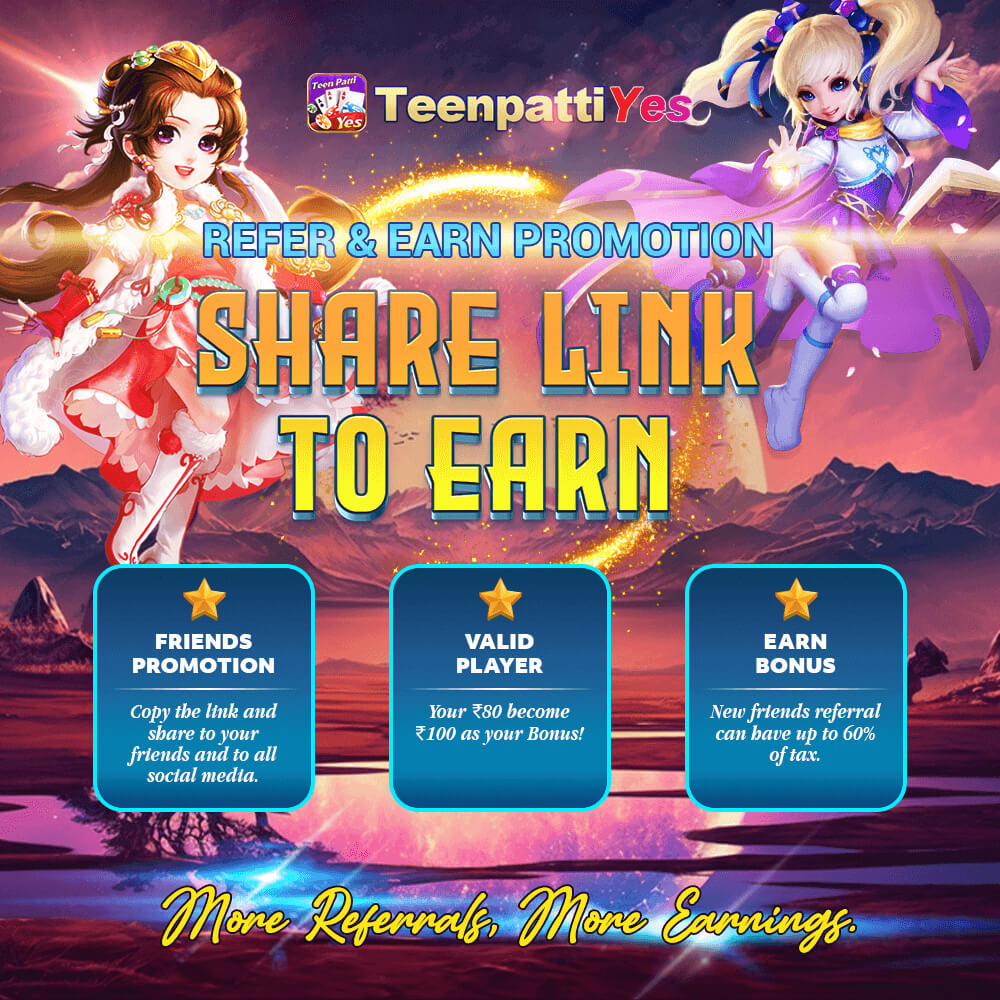 Teen Patti
Yes
Teenpatti Yes
REFER & EARN PROMOTION
SHARE LINK
TO EARN
FRIENDS
PROMOTION
Copy the link and
share to your
friends and to all
social media.
VALID
PLAYER
Your ₹80 become
₹100 as your Bonus!
EARN
BONUS
New friends referral
can have up to 60%
of tax.
More Referrals, More Earnings.